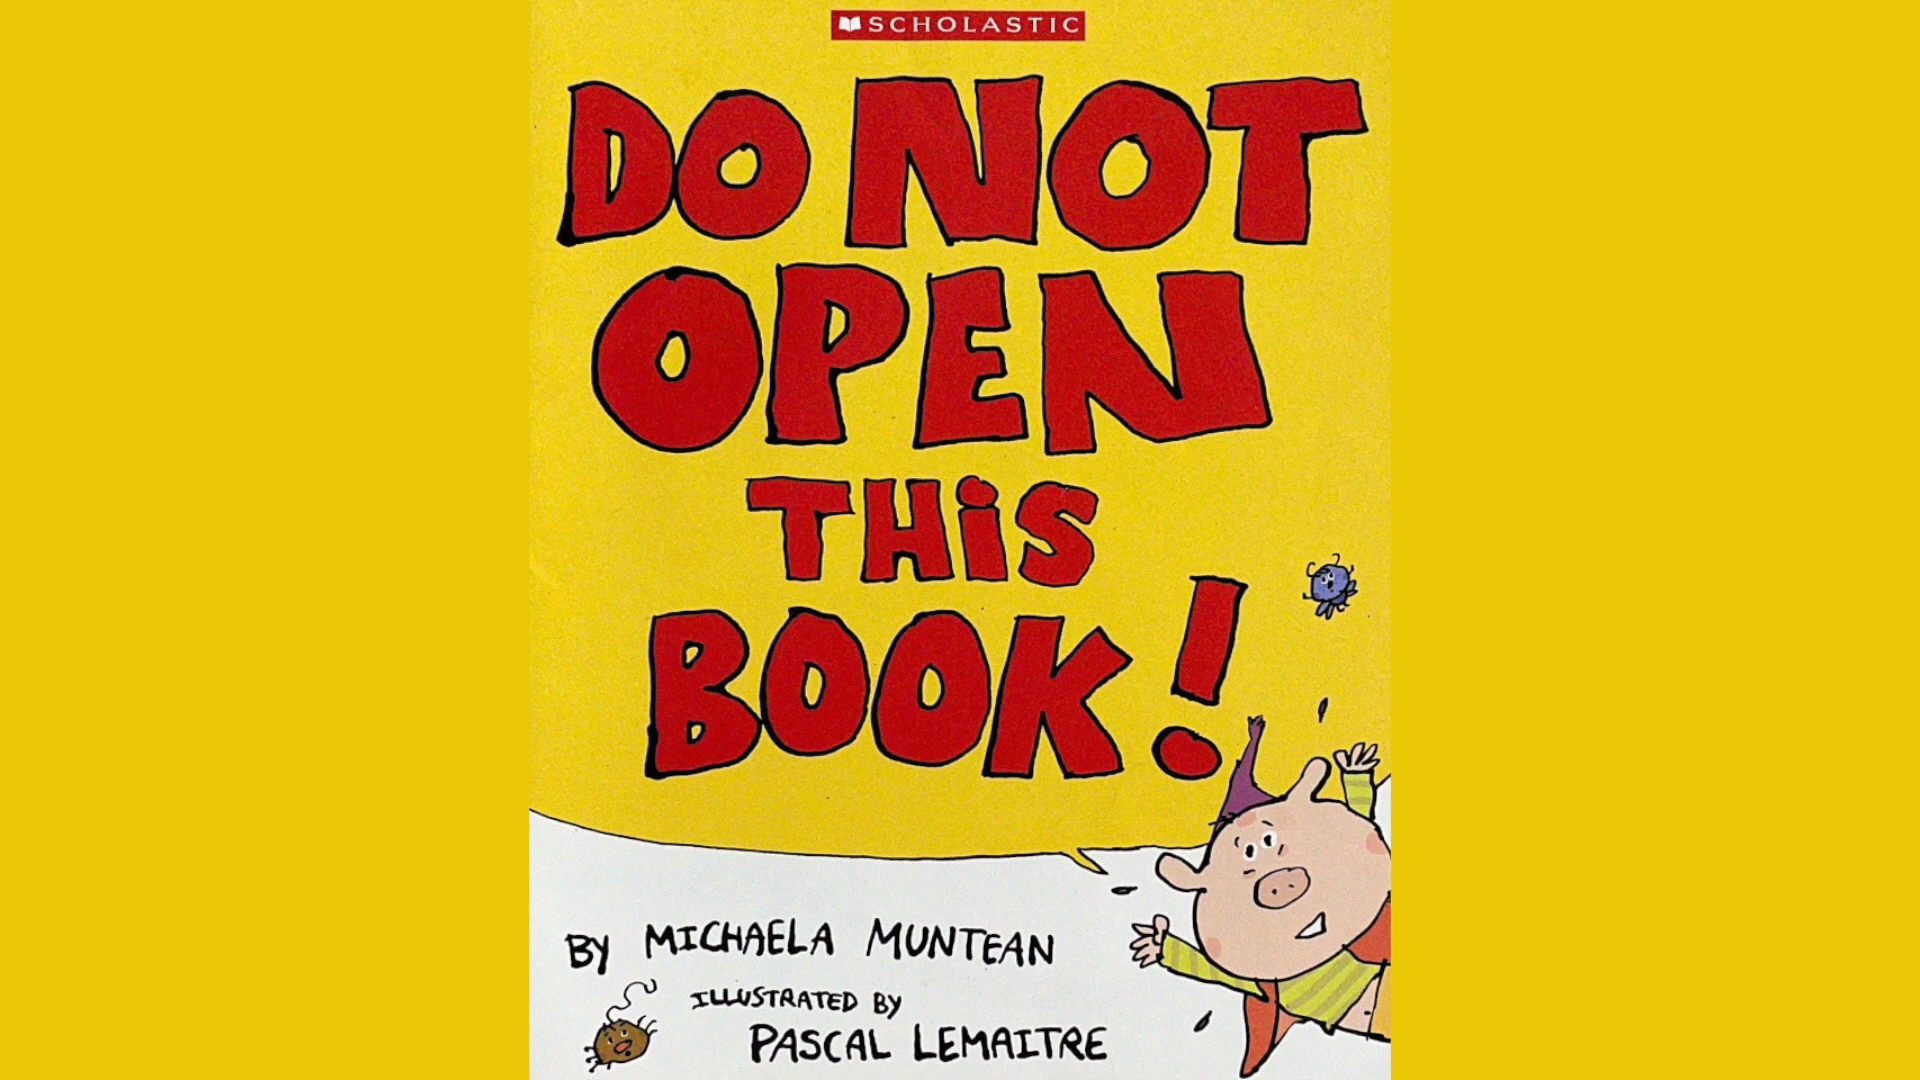 SCHOLASTIC
DO NOT
OPEN
THiS
BOOK!
BY MICHAELA MUNTEAN
ILLUSTRATED BY
PASCAL LEMAITRE